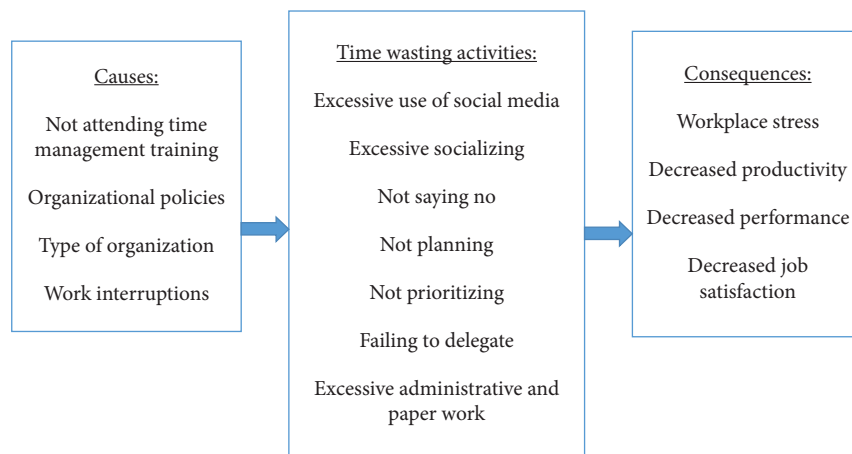 Causes:
Not attending time
management training
Organizational policies
Type of organization
Work interruptions
Time wasting activities:
Excessive use of social media
Excessive socializing
Not saying no
Not planning
Not prioritizing
Failing to delegate
Excessive administrative and
paper work
Consequences:
Workplace stress
Decreased productivity
Decreased performance
Decreased job
satisfaction